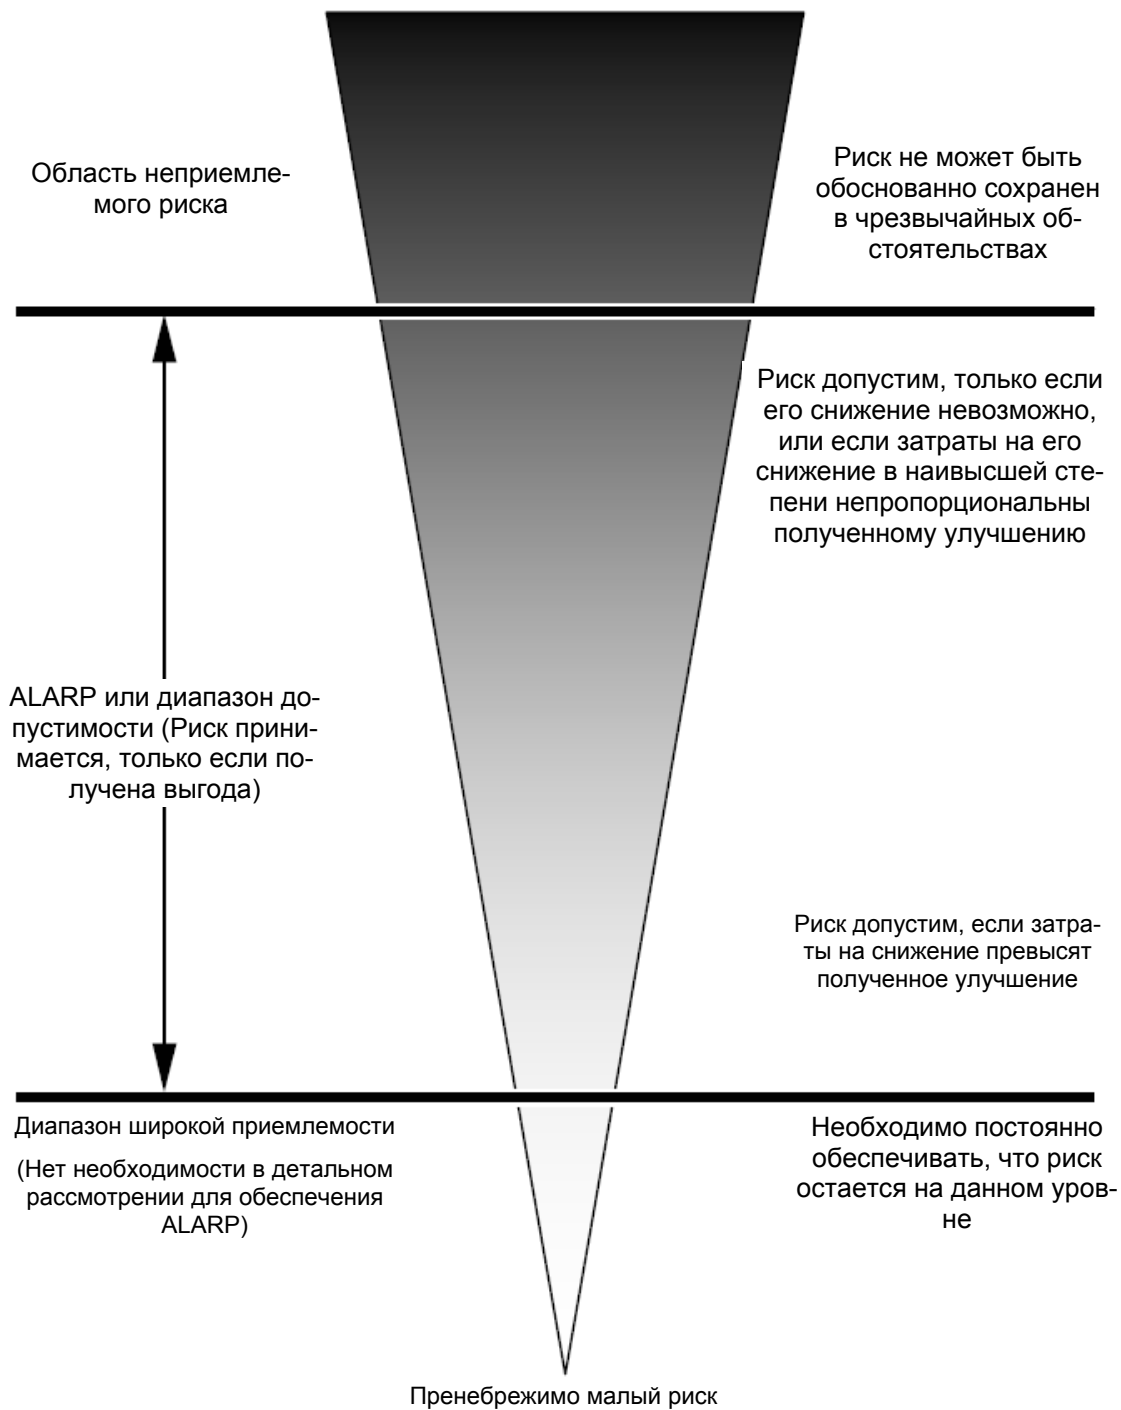 Область неприемле-
мого риска
Риск не может быть
обоснованно сохранен
в чрезвычайных об-
стоятельствах
Риск допустим, только если
его снижение невозможно,
или если затраты на его
снижение в наивысшей сте-
пени непропорциональны
полученному улучшению
ALARP или диапазон до-
пустимости (Риск прини-
мается, только если по-
лучена выгода)
Риск допустим, если затра-
ты на снижение превысят
полученное улучшение
Диапазон широкой приемлемости
(Нет необходимости в детальном
рассмотрении для обеспечения
ALARP)
Необходимо постоянно
обеспечивать, что риск
остается на данном уров-
не
Пренебрежимо малый риск